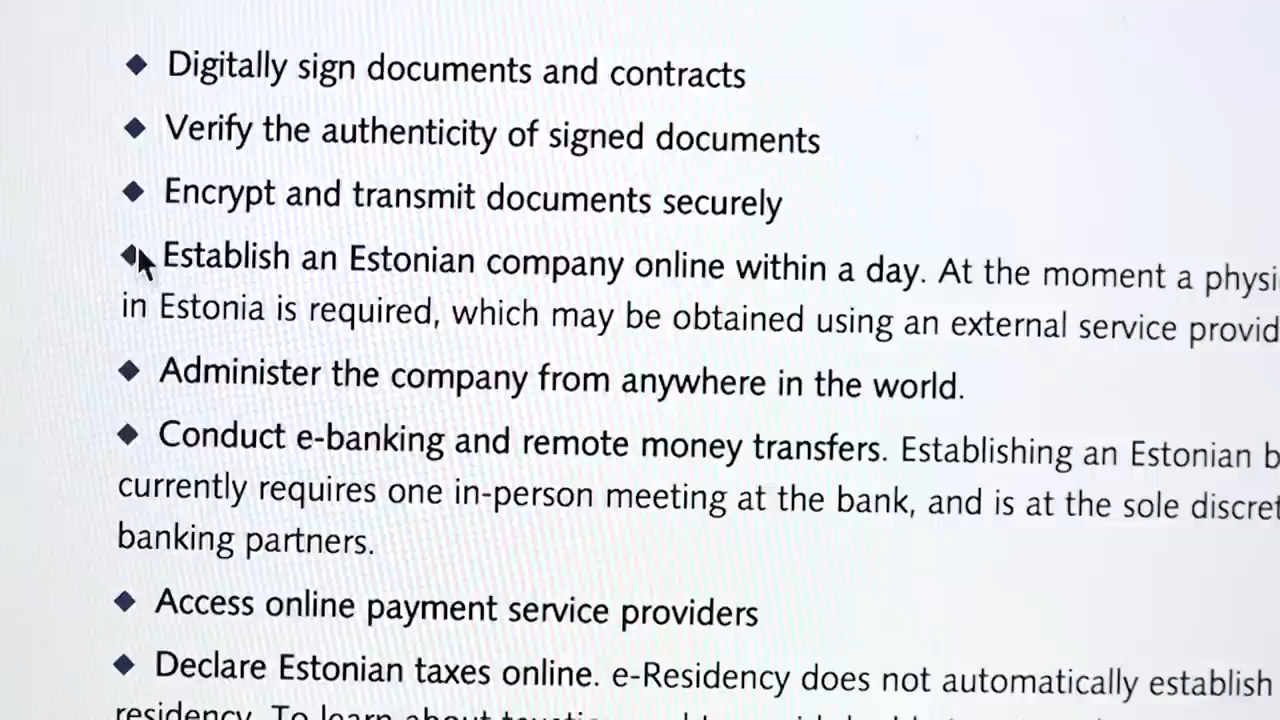 Digitally sign documents and contracts
Verify the authenticity of signed documents
Encrypt and transmit documents securely
Establish an Estonian company online within a day. At the moment a physi
in Estonia is required, which may be obtained using an external service provid
Administer the company from anywhere in the world.
Conduct e-banking and remote money transfers. Establishing an Estonian b
currently requires one in-person meeting at the bank, and is at the sole discret
banking partners.
Access online payment service providers
Declare Estonian taxes online. e-Residency does not automatically establish
residency. To learn about